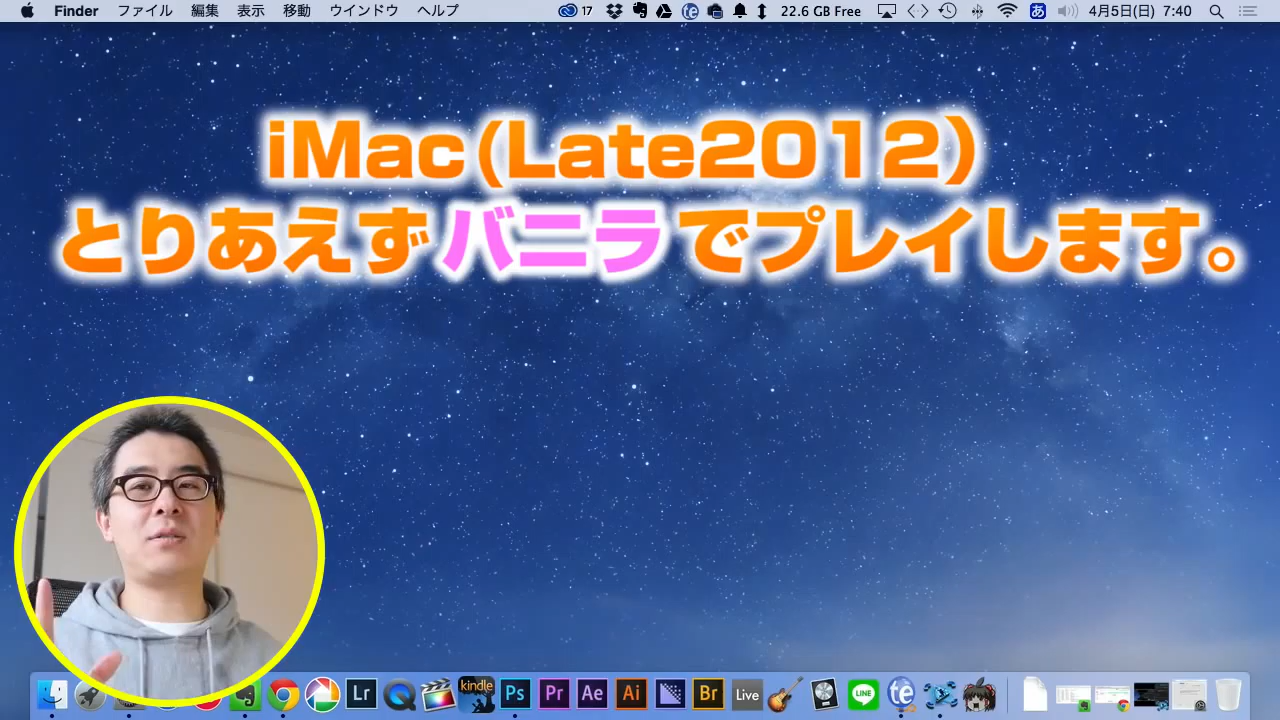 Finder ファイル 編集 表示 移動 ウインドウ ヘルプ 17 te 22.6 GB Free あ 4月5日(日) 7:40
iMac(Late2012)
とりあえずバニラでプレイします。
Lr kindle Ps Pr Ae Ai Br Live LINE te